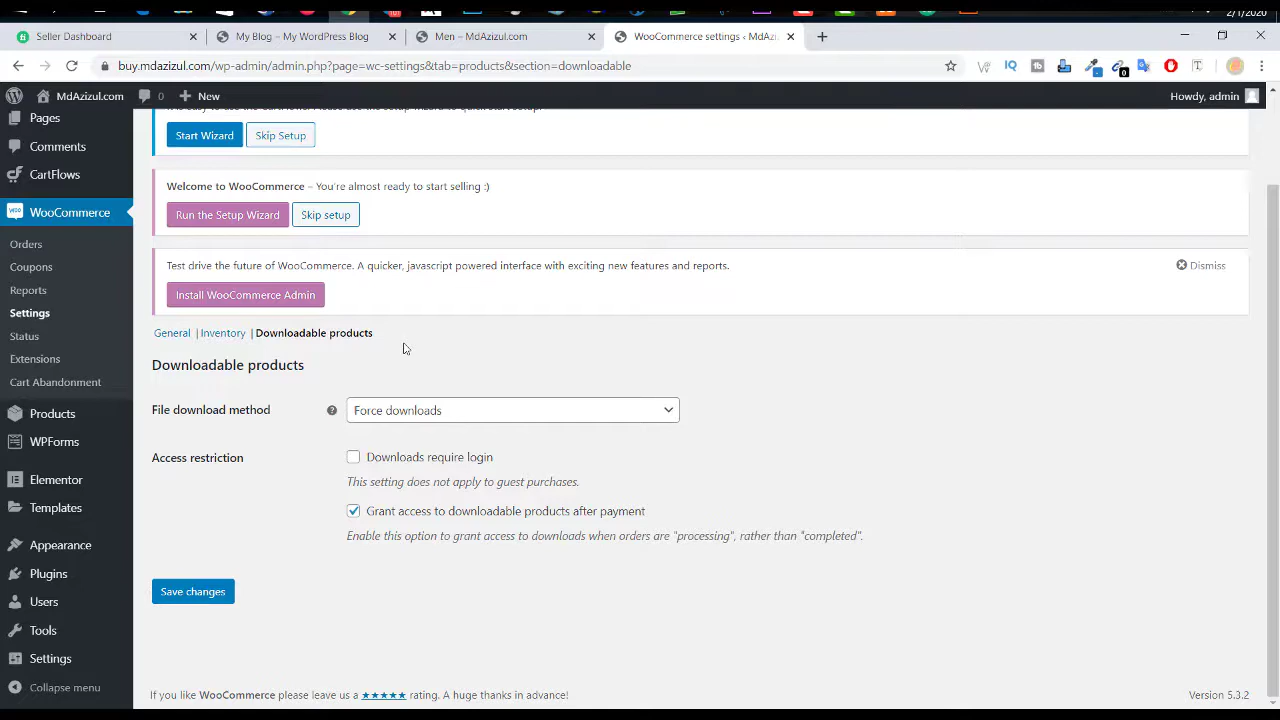 2/1/2020
Seller Dashboard
My Blog – My WordPress Blog
Men – MdAzizul.com
WooCommerce settings ‹ MdAzi
buy.mdazizul.com/wp-admin/admin.php?page=wc-settings&tab=products&section=downloadable
MdAzizul.com
0
New
Howdy, admin
Pages
Comments
CartFlows
WooCommerce
Orders
Coupons
Reports
Settings
Status
Extensions
Cart Abandonment
Products
WPForms
Elementor
Templates
Appearance
Plugins
Users
Tools
Settings
Collapse menu
Start Wizard
Skip Setup
Welcome to WooCommerce – You're almost ready to start selling :)
Run the Setup Wizard
Skip setup
Test drive the future of WooCommerce. A quicker, javascript powered interface with exciting new features and reports.
Dismiss
Install WooCommerce Admin
General | Inventory | Downloadable products
Downloadable products
File download method
Force downloads
Access restriction
Downloads require login
This setting does not apply to guest purchases.
Grant access to downloadable products after payment
Enable this option to grant access to downloads when orders are "processing", rather than "completed".
Save changes
If you like WooCommerce please leave us a ★★★★★ rating. A huge thanks in advance!
Version 5.3.2